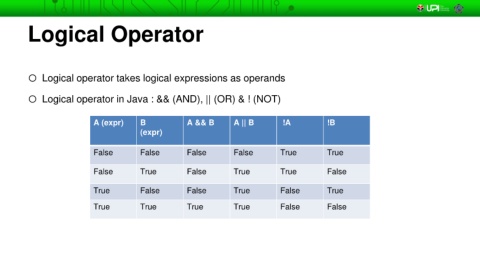 UPI
Logical Operator
Logical operator takes logical expressions as operands
Logical operator in Java : && (AND), || (OR) & ! (NOT)
A (expr) B (expr) A && B A || B !A !B
False False False False True True
False True False True True False
True False False True False True
True True True True False False